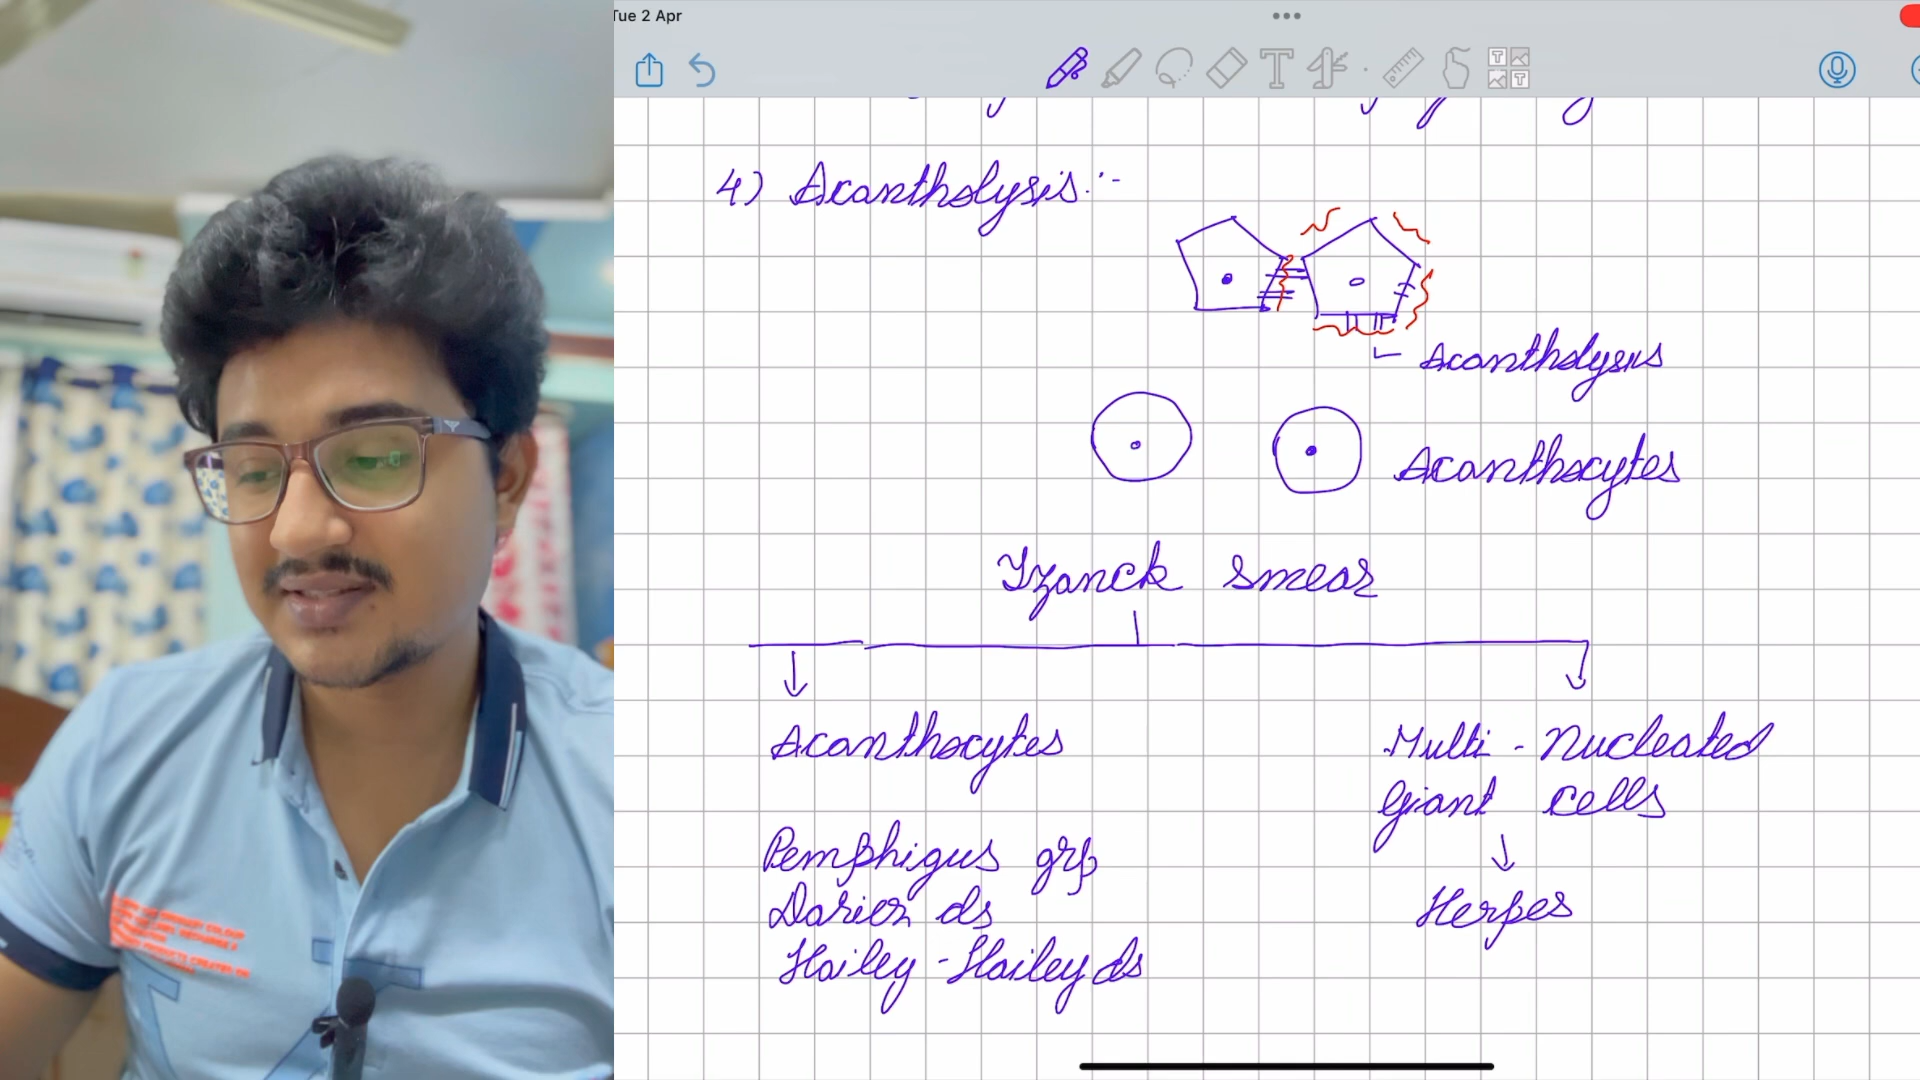 Tue 2 Apr
4) Acantholysis :-
Acantholysis
Acanthocytes
Tzanck smear
Acanthocytes
Multi-Nucleated
Giant cells
Pemphigus grp
Darier ds
Herpes
Hailey-Hailey ds